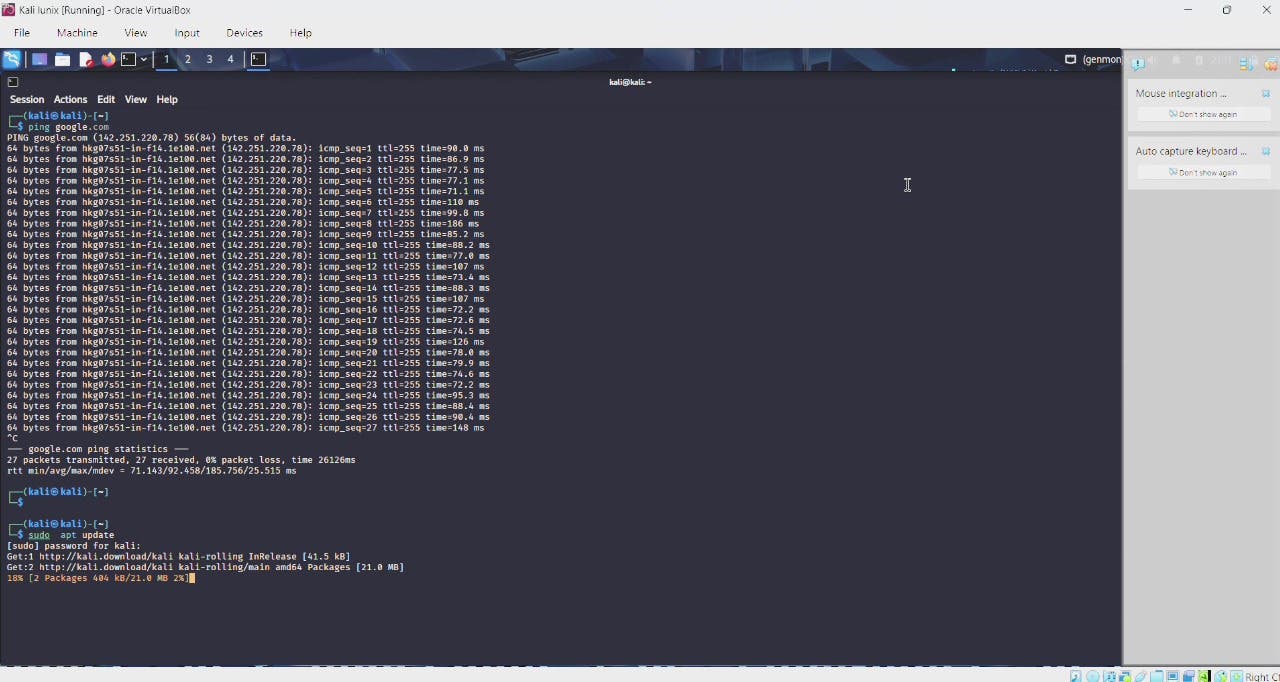 Kali lunix [Running] - Oracle VirtualBox
File Machine View Input Devices Help
1 2 3 4
(genmon
kali@kali: ~
Session Actions Edit View Help
┌──(kali㉿kali)-[~]
└─$ ping google.com
PING google.com (142.251.220.78) 56(84) bytes of data.
64 bytes from hkg07s51-in-f14.1e100.net (142.251.220.78): icmp_seq=1 ttl=255 time=90.0 ms
64 bytes from hkg07s51-in-f14.1e100.net (142.251.220.78): icmp_seq=2 ttl=255 time=86.9 ms
64 bytes from hkg07s51-in-f14.1e100.net (142.251.220.78): icmp_seq=3 ttl=255 time=77.5 ms
64 bytes from hkg07s51-in-f14.1e100.net (142.251.220.78): icmp_seq=4 ttl=255 time=77.1 ms
64 bytes from hkg07s51-in-f14.1e100.net (142.251.220.78): icmp_seq=5 ttl=255 time=71.1 ms
64 bytes from hkg07s51-in-f14.1e100.net (142.251.220.78): icmp_seq=6 ttl=255 time=110 ms
64 bytes from hkg07s51-in-f14.1e100.net (142.251.220.78): icmp_seq=7 ttl=255 time=99.8 ms
64 bytes from hkg07s51-in-f14.1e100.net (142.251.220.78): icmp_seq=8 ttl=255 time=186 ms
64 bytes from hkg07s51-in-f14.1e100.net (142.251.220.78): icmp_seq=9 ttl=255 time=85.2 ms
64 bytes from hkg07s51-in-f14.1e100.net (142.251.220.78): icmp_seq=10 ttl=255 time=88.2 ms
64 bytes from hkg07s51-in-f14.1e100.net (142.251.220.78): icmp_seq=11 ttl=255 time=77.0 ms
64 bytes from hkg07s51-in-f14.1e100.net (142.251.220.78): icmp_seq=12 ttl=255 time=107 ms
64 bytes from hkg07s51-in-f14.1e100.net (142.251.220.78): icmp_seq=13 ttl=255 time=73.4 ms
64 bytes from hkg07s51-in-f14.1e100.net (142.251.220.78): icmp_seq=14 ttl=255 time=88.3 ms
64 bytes from hkg07s51-in-f14.1e100.net (142.251.220.78): icmp_seq=15 ttl=255 time=107 ms
64 bytes from hkg07s51-in-f14.1e100.net (142.251.220.78): icmp_seq=16 ttl=255 time=72.2 ms
64 bytes from hkg07s51-in-f14.1e100.net (142.251.220.78): icmp_seq=17 ttl=255 time=72.6 ms
64 bytes from hkg07s51-in-f14.1e100.net (142.251.220.78): icmp_seq=18 ttl=255 time=74.5 ms
64 bytes from hkg07s51-in-f14.1e100.net (142.251.220.78): icmp_seq=19 ttl=255 time=126 ms
64 bytes from hkg07s51-in-f14.1e100.net (142.251.220.78): icmp_seq=20 ttl=255 time=78.0 ms
64 bytes from hkg07s51-in-f14.1e100.net (142.251.220.78): icmp_seq=21 ttl=255 time=79.9 ms
64 bytes from hkg07s51-in-f14.1e100.net (142.251.220.78): icmp_seq=22 ttl=255 time=74.6 ms
64 bytes from hkg07s51-in-f14.1e100.net (142.251.220.78): icmp_seq=23 ttl=255 time=72.2 ms
64 bytes from hkg07s51-in-f14.1e100.net (142.251.220.78): icmp_seq=24 ttl=255 time=95.3 ms
64 bytes from hkg07s51-in-f14.1e100.net (142.251.220.78): icmp_seq=25 ttl=255 time=88.4 ms
64 bytes from hkg07s51-in-f14.1e100.net (142.251.220.78): icmp_seq=26 ttl=255 time=90.4 ms
64 bytes from hkg07s51-in-f14.1e100.net (142.251.220.78): icmp_seq=27 ttl=255 time=148 ms
^C
── google.com ping statistics ──
27 packets transmitted, 27 received, 0% packet loss, time 26126ms
rtt min/avg/max/mdev = 71.143/92.458/185.756/25.515 ms
┌──(kali㉿kali)-[~]
└─$
┌──(kali㉿kali)-[~]
└─$ sudo  apt update
[sudo] password for kali:
Get:1 http://kali.download/kali kali-rolling InRelease [41.5 kB]
Get:2 http://kali.download/kali kali-rolling/main amd64 Packages [21.0 MB]
18% [2 Packages 404 kB/21.0 MB 2%]
Mouse integration ...
Don't show again
Auto capture keyboard ...
Don't show again
Right C